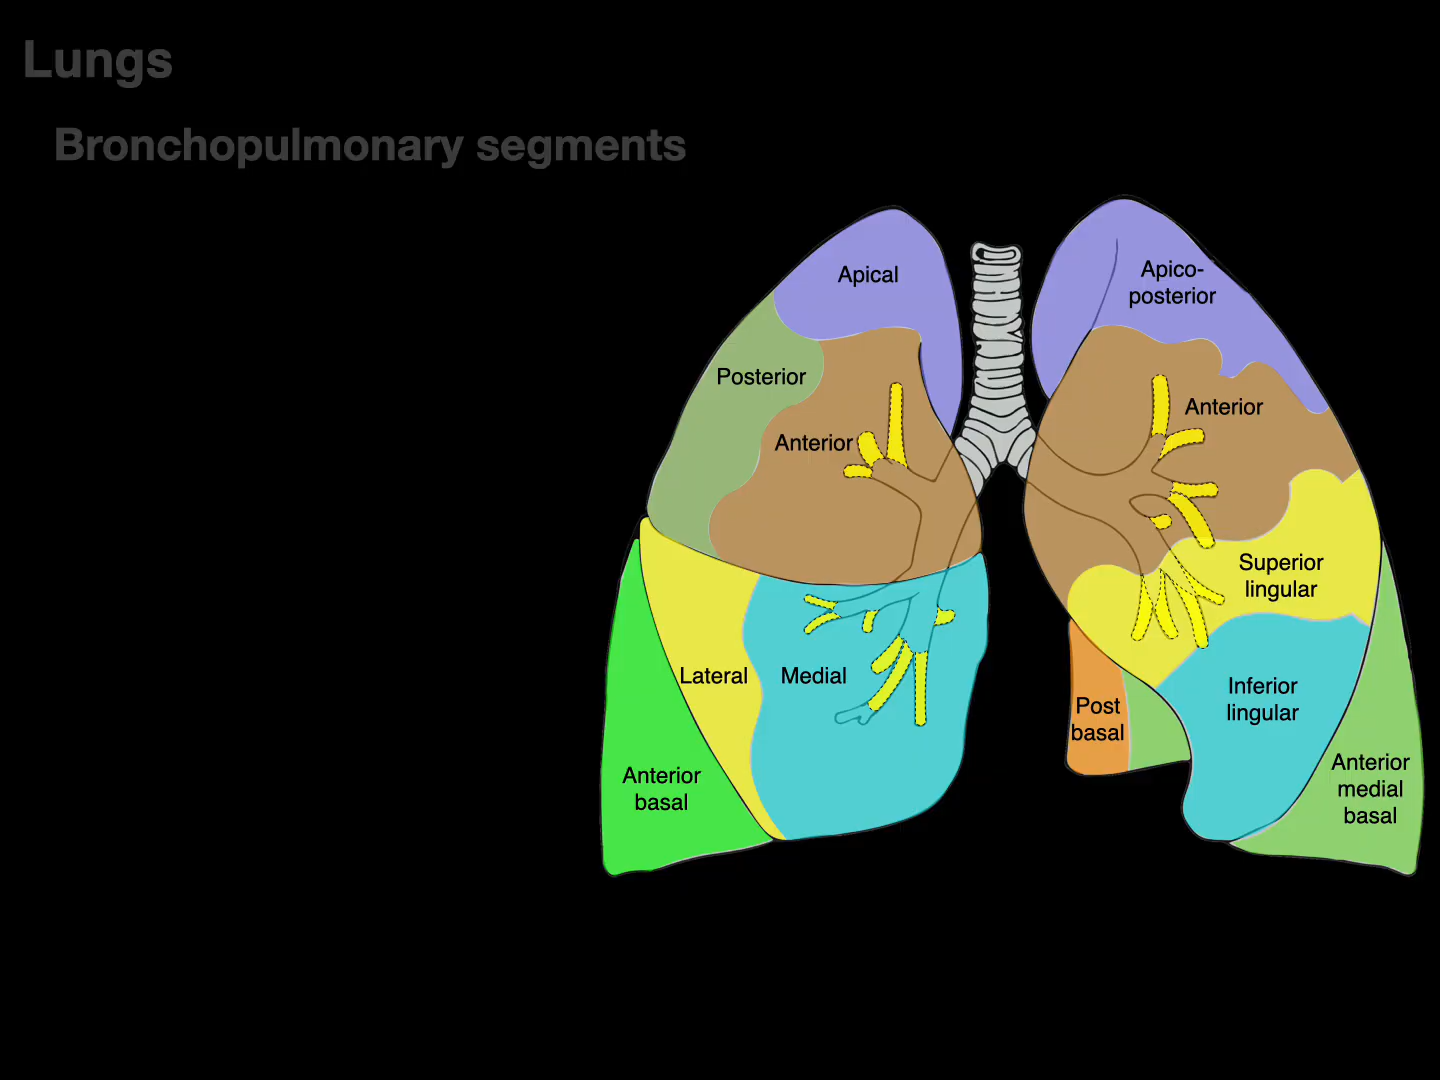 Lungs
Bronchopulmonary segments
Apical
Posterior
Anterior
Lateral
Medial
Anterior
basal
Apico-
posterior
Anterior
Superior
lingular
Inferior
lingular
Post
basal
Anterior
medial
basal